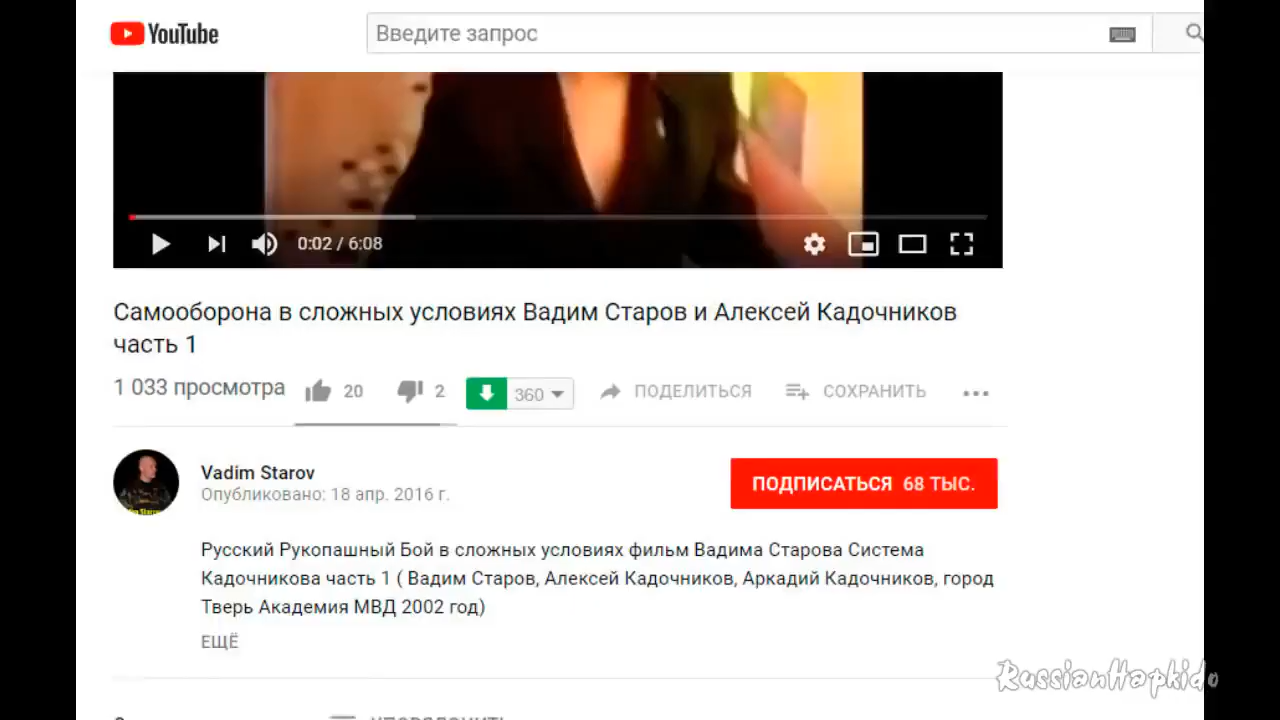 YouTube
Введите запрос
0:02 / 6:08
Самооборона в сложных условиях Вадим Старов и Алексей Кадочников
часть 1
1 033 просмотра 20 2 360 ПОДЕЛИТЬСЯ СОХРАНИТЬ
Vadim Starov
Опубликовано: 18 апр. 2016 г.
ПОДПИСАТЬСЯ 68 ТЫС.
Русский Рукопашный Бой в сложных условиях фильм Вадима Старова Система
Кадочникова часть 1 ( Вадим Старов, Алексей Кадочников, Аркадий Кадочников, город
Тверь Академия МВД 2002 год)
ЕЩЁ
RussianHapkido